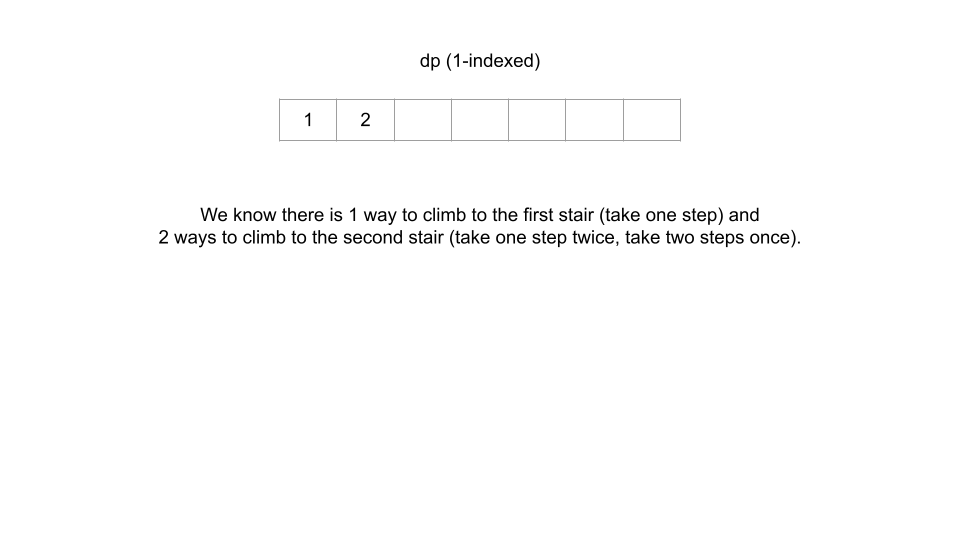 dp (1-indexed)
1 2
We know there is 1 way to climb to the first stair (take one step) and
2 ways to climb to the second stair (take one step twice, take two steps once).